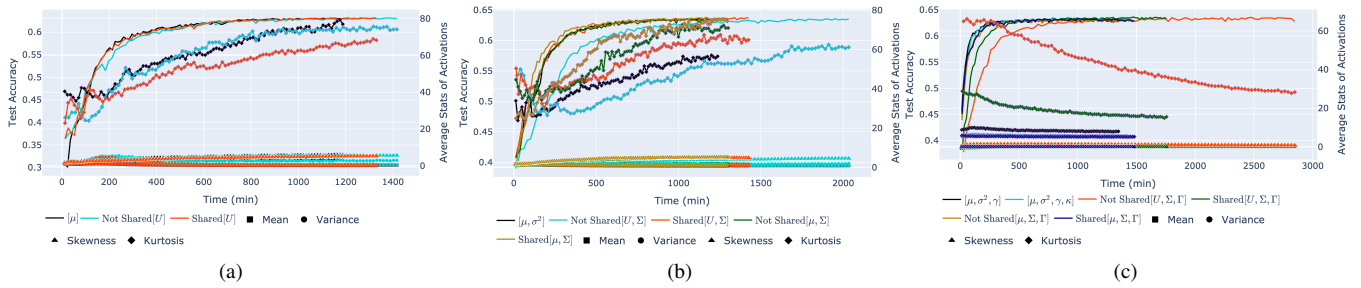 0.6
0.55
0.5
0.45
0.4
0.35
0.3
Test Accuracy
0 200 400 600 800 1000 1200 1400
Time (min)
80
60
40
20
0
Average Stats of Activations
[μ] Not Shared[U] Shared[U] Mean Variance
Skewness Kurtosis
(a)
0.65
0.6
0.55
0.5
0.45
0.4
Test Accuracy
0 500 1000 1500 2000
Time (min)
80
60
40
20
0
Average Stats of Activations
[μ, σ²] Not Shared[U, Σ] Shared[U, Σ] Not Shared[μ, Σ]
Shared[μ, Σ] Mean Variance Skewness Kurtosis
(b)
0.65
0.6
0.55
0.5
0.45
0.4
Test Accuracy
0 500 1000 1500 2000 2500 3000
Time (min)
60
40
20
0
Average Stats of Activations
[μ, σ², γ] [μ, σ², γ, κ] Not Shared[U, Σ, Γ] Shared[U, Σ, Γ]
Not Shared[μ, Σ, Γ] Shared[μ, Σ, Γ] Mean Variance
Skewness Kurtosis
(c)